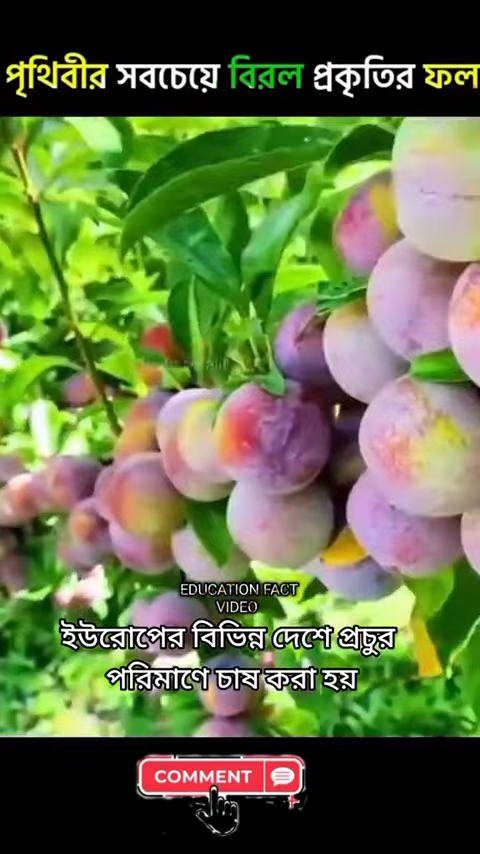 পৃথিবীর সবচেয়ে বিরল প্রকৃতির ফল
EDUCATION FACT
VIDEO
ইউরোপের বিভিন্ন দেশে প্রচুর
পরিমাণে চাষ করা হয়
COMMENT